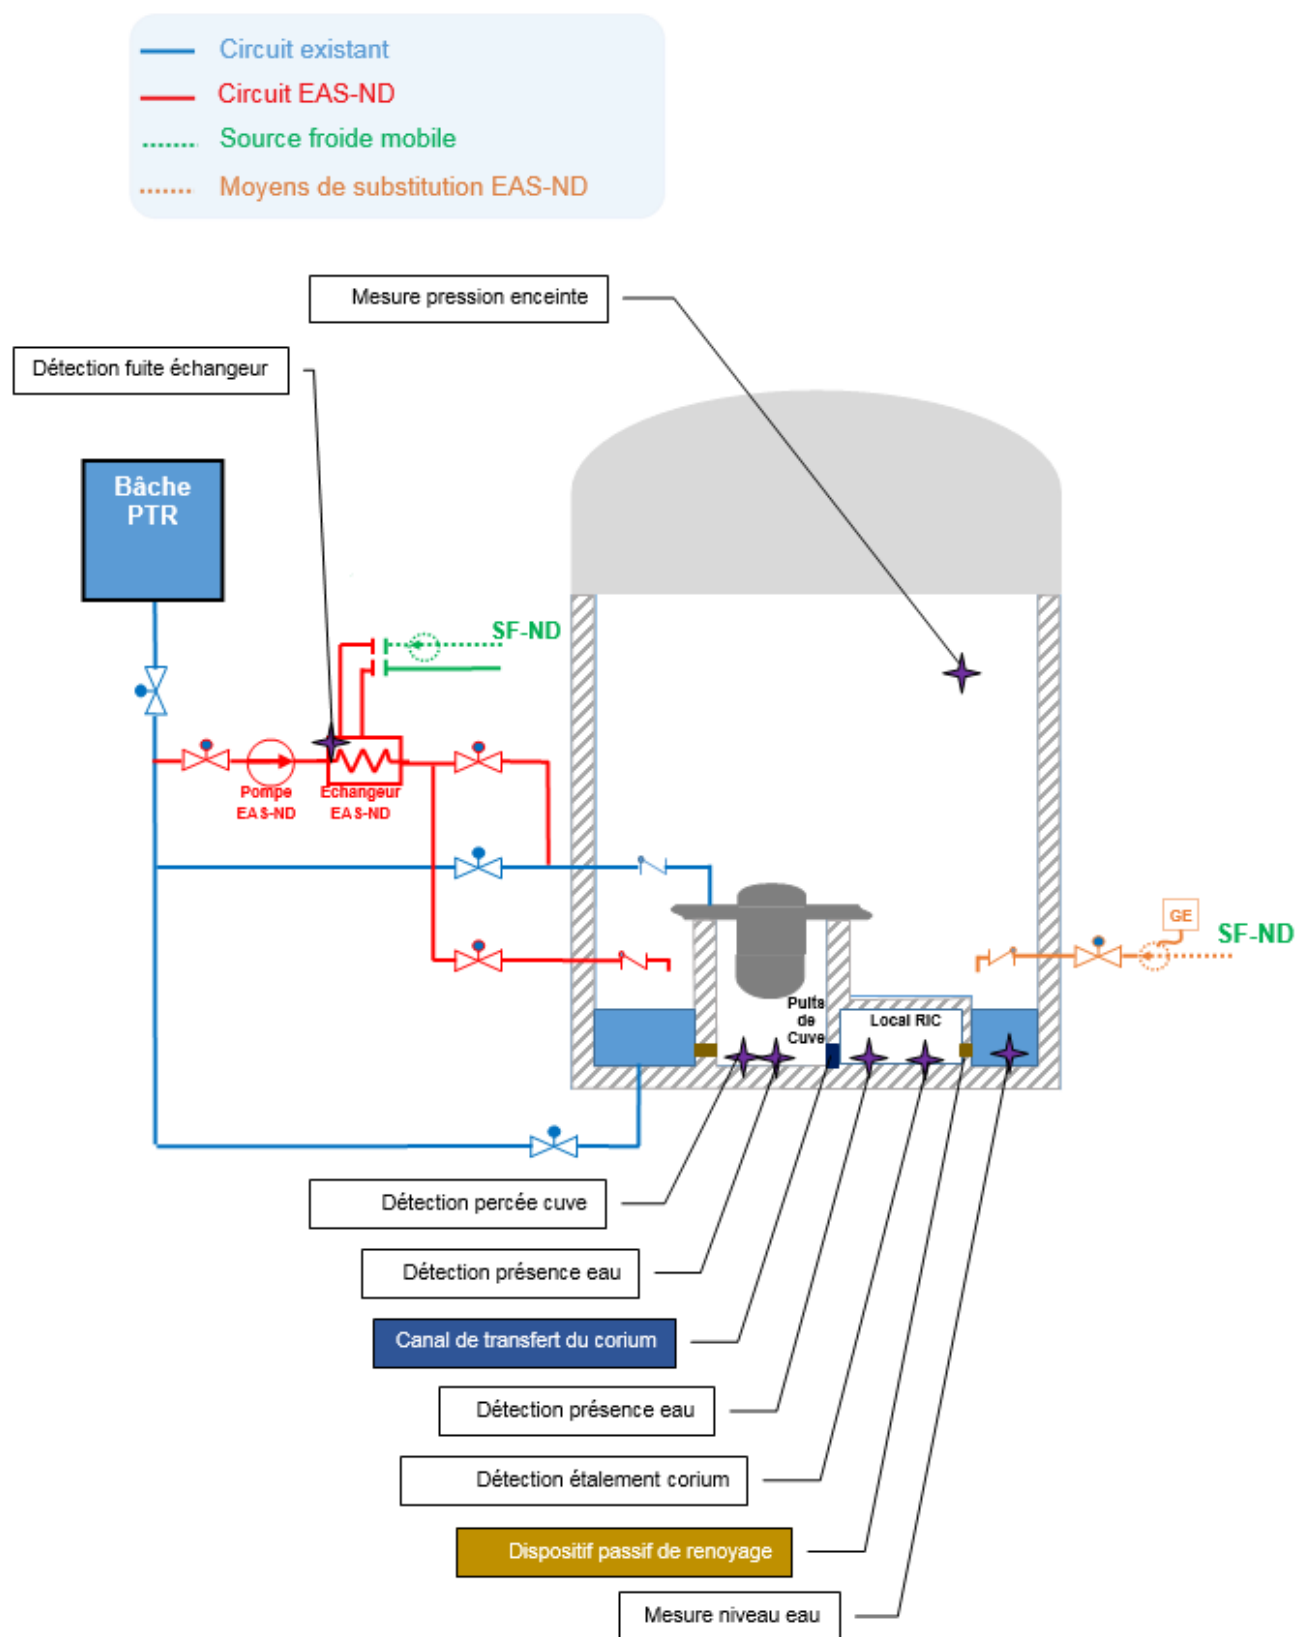 Circuit existant
Circuit EAS-ND
Source froide mobile
Moyens de substitution EAS-ND
Mesure pression enceinte
Détection fuite échangeur
Bâche
PTR
SF-ND
Pompe
EAS-ND
Echangeur
EAS-ND
GE
SF-ND
Puits
de
Cuve
Local RIC
Détection percée cuve
Détection présence eau
Canal de transfert du corium
Détection présence eau
Détection étalement corium
Dispositif passif de renoyage
Mesure niveau eau